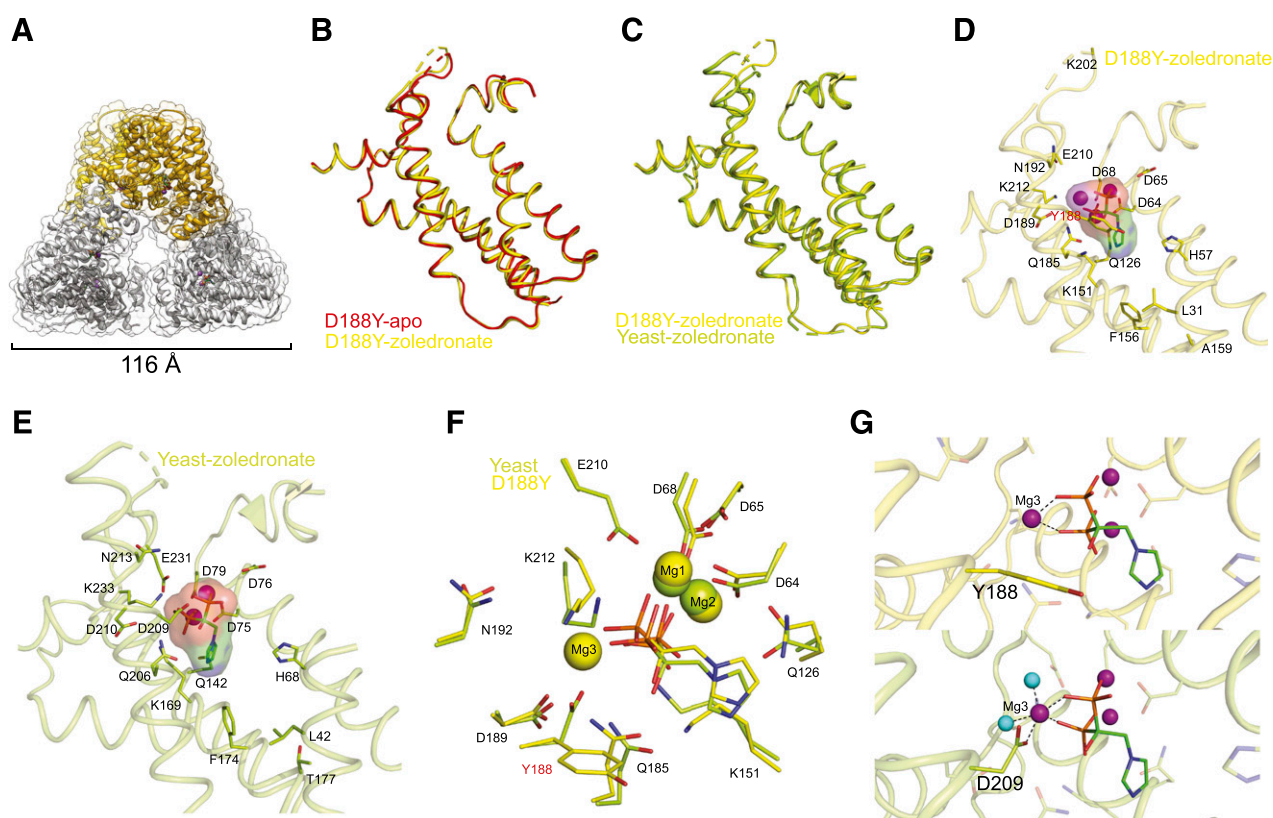 A
116 Å
B
D188Y-apo
D188Y-zoledronate
C
D188Y-zoledronate
Yeast-zoledronate
D
D188Y-zoledronate
K202
N192
E210
D68
D65
K212
D64
D189
Y188
Q185
Q126
H57
K151
L31
F156
A159
E
Yeast-zoledronate
N213
E231
D79
D76
K233
D210
D209
D75
Q206
Q142
H68
K169
L42
F174
T177
F
Yeast
D188Y
E210
D68
D65
K212
Mg1
D64
Mg2
N192
Mg3
Q126
D189
Y188
Q185
K151
G
Mg3
Y188
Mg3
D209